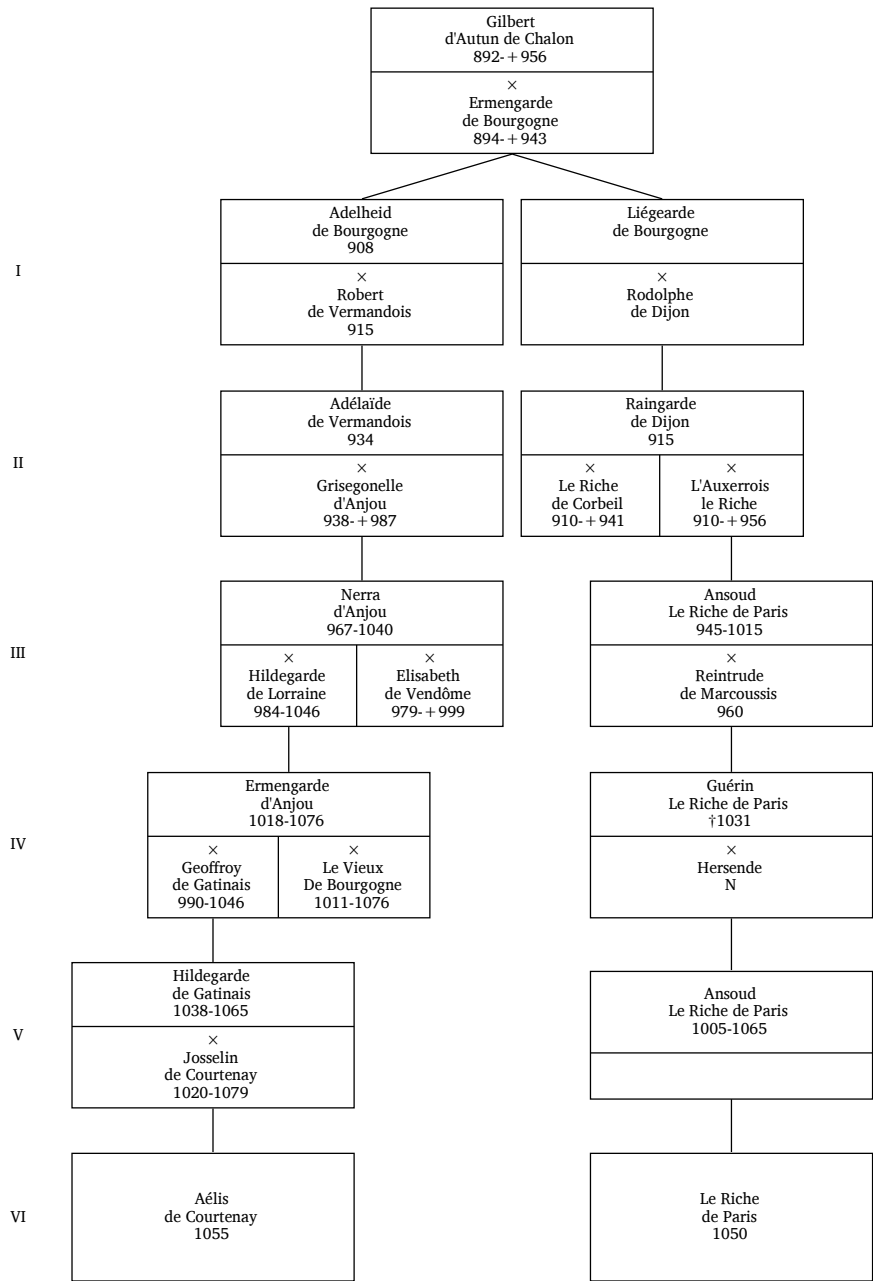 Gilbert
d'Autun de Chalon
892-+956
×
Ermengarde
de Bourgogne
894-+943
I
Adelheid
de Bourgogne
908
×
Robert
de Vermandois
915
Liégearde
de Bourgogne
×
Rodolphe
de Dijon
II
Adélaïde
de Vermandois
934
×
Grisegonelle
d'Anjou
938-+987
Raingarde
de Dijon
915
×
Le Riche
de Corbeil
910-+941
×
L'Auxerrois
le Riche
910-+956
III
Nerra
d'Anjou
967-1040
×
Hildegarde
de Lorraine
984-1046
×
Elisabeth
de Vendôme
979-+999
Ansoud
Le Riche de Paris
945-1015
×
Reintrude
de Marcoussis
960
IV
Ermengarde
d'Anjou
1018-1076
×
Geoffroy
de Gatinais
990-1046
×
Le Vieux
De Bourgogne
1011-1076
Guérin
Le Riche de Paris
†1031
×
Hersende
N
V
Hildegarde
de Gatinais
1038-1065
×
Josselin
de Courtenay
1020-1079
Ansoud
Le Riche de Paris
1005-1065
VI
Aélis
de Courtenay
1055
Le Riche
de Paris
1050